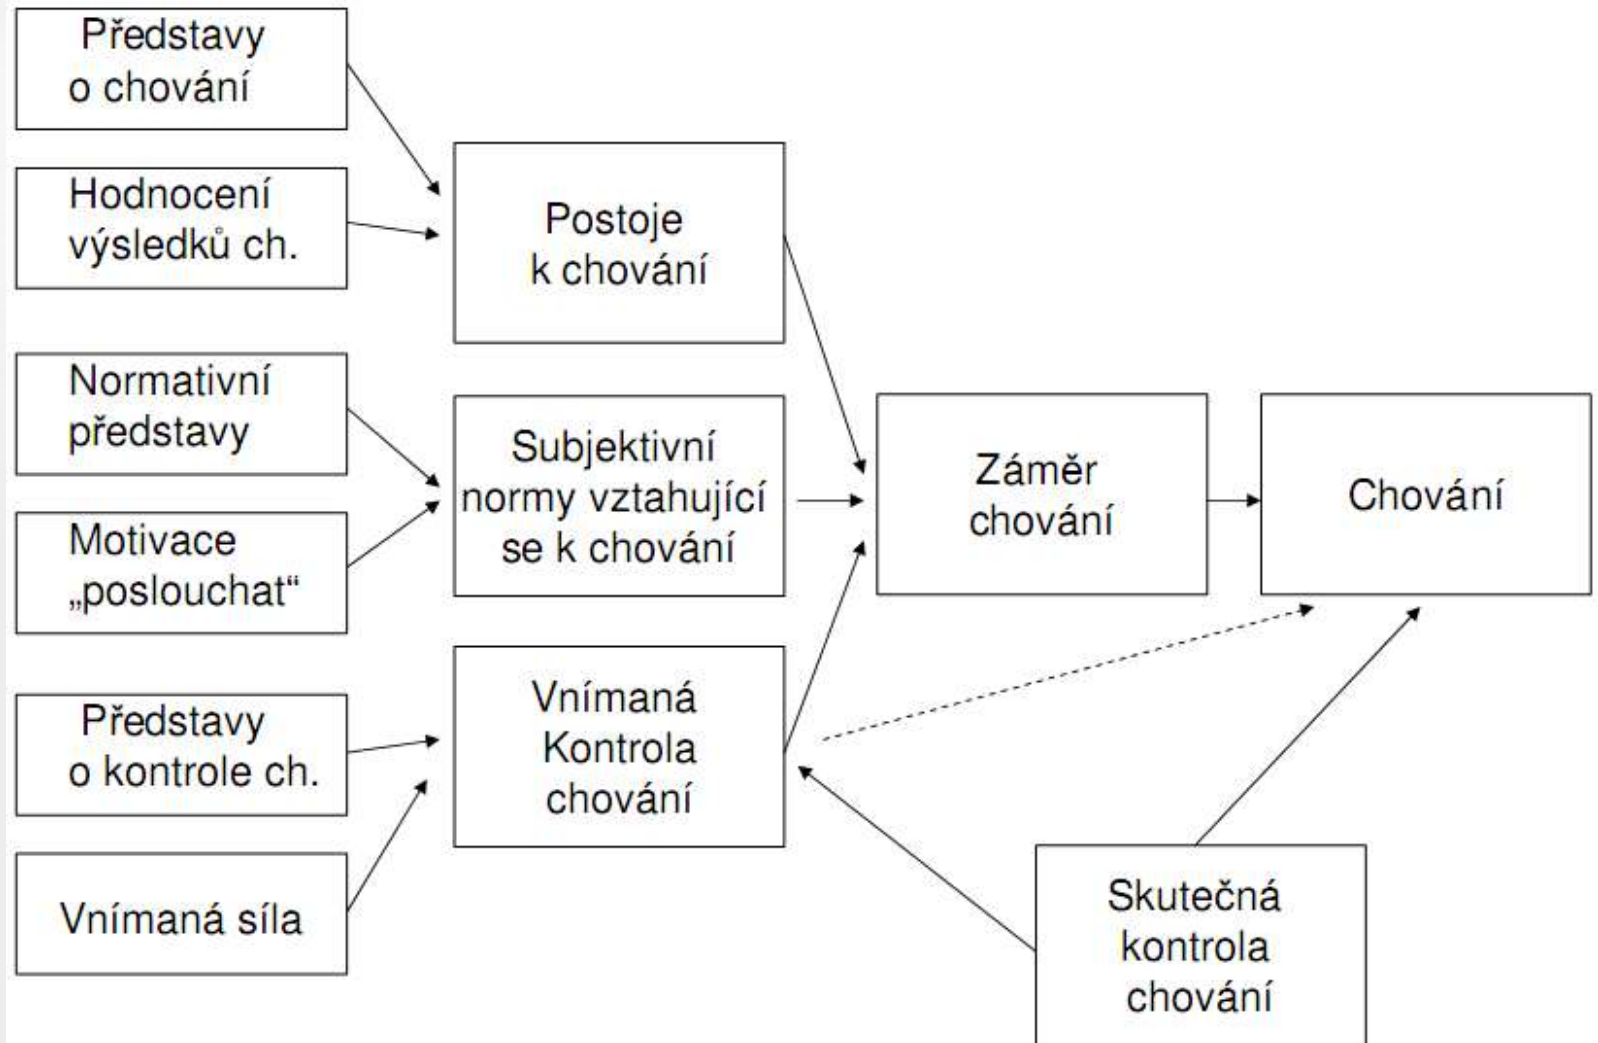 Představy
o chování
Hodnocení
výsledků ch.
Normativní
představy
Motivace
„poslouchat“
Představy
o kontrole ch.
Vnímaná síla
Postoje
k chování
Subjektivní
normy vztahující
se k chování
Vnímaná
Kontrola
chování
Záměr
chování
Chování
Skutečná
kontrola
chování